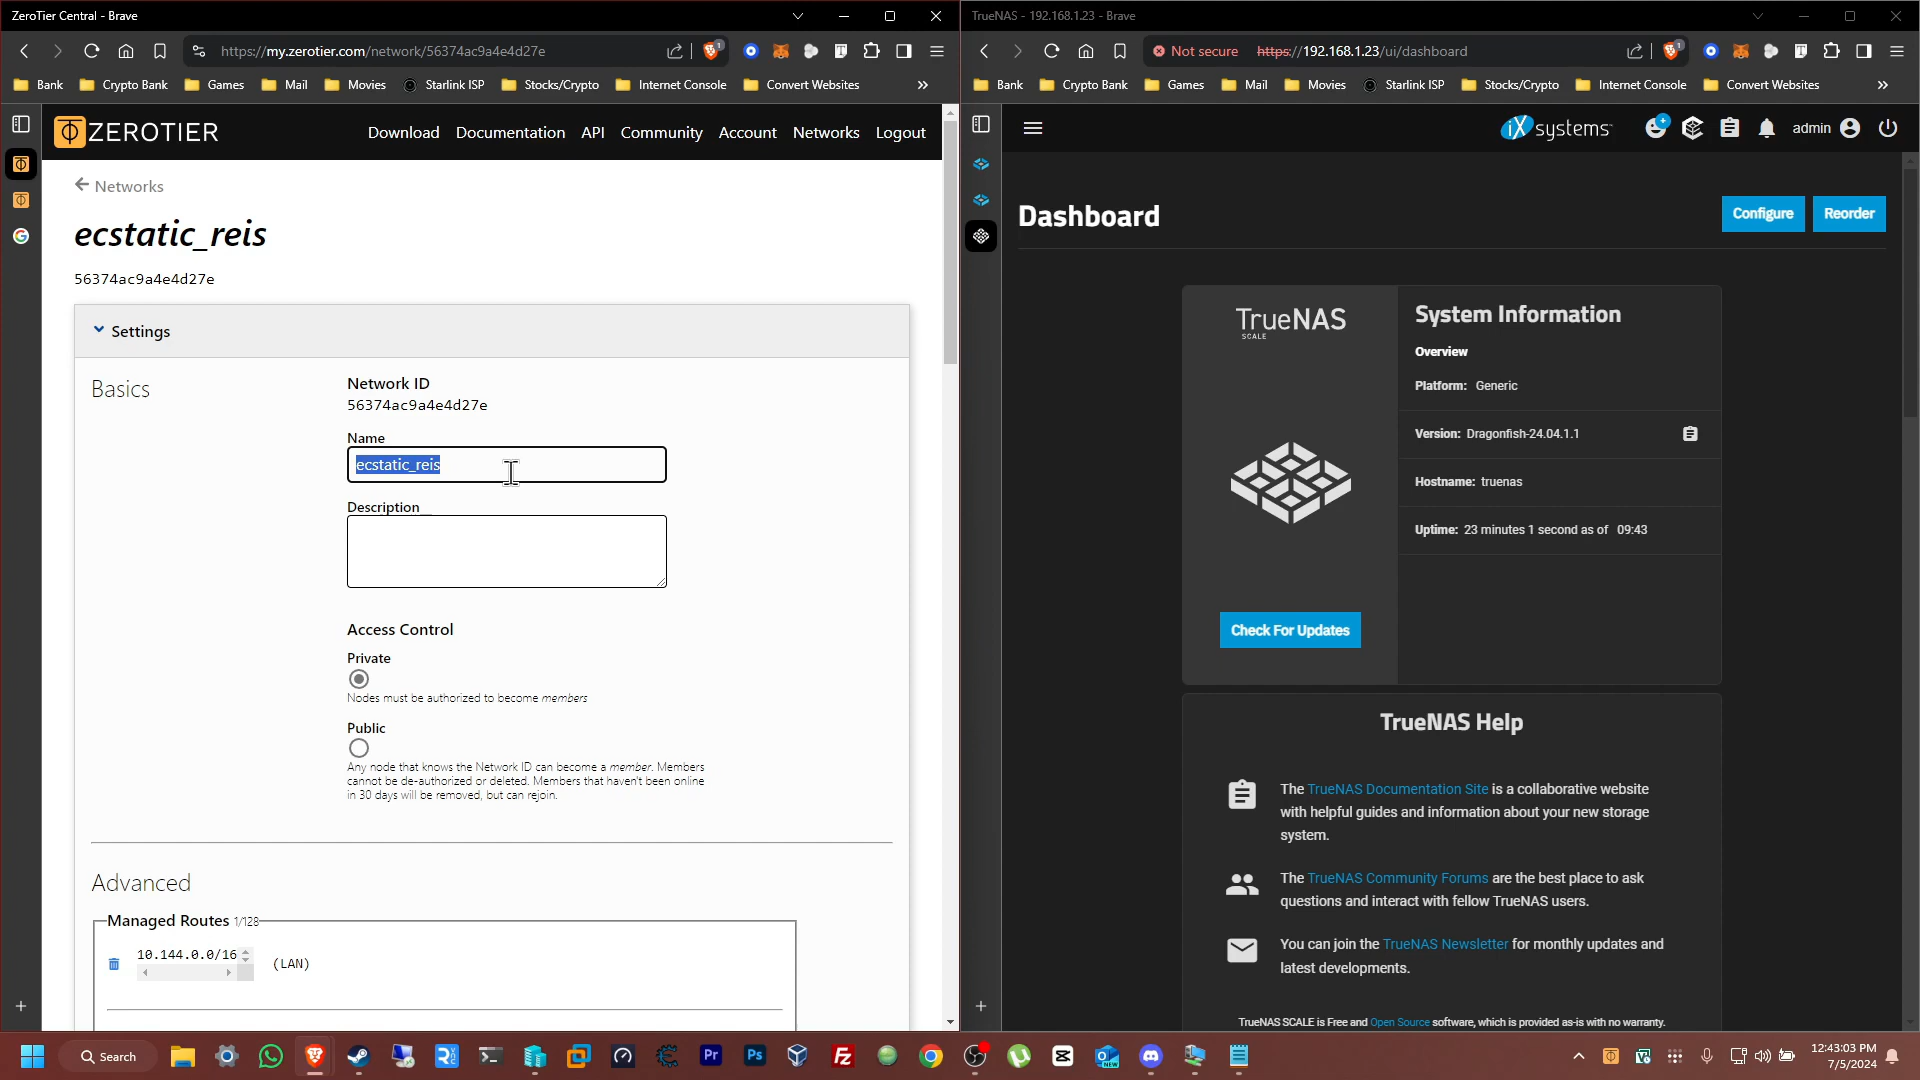 ZeroTier Central - Brave
https://my.zerotier.com/network/56374ac9a4e4d27e
Bank
Crypto Bank
Games
Mail
Movies
Starlink ISP
Stocks/Crypto
Internet Console
Convert Websites
ZEROTIER
Download
Documentation
API
Community
Account
Networks
Logout
Networks
ecstatic_reis
56374ac9a4e4d27e
Settings
Basics
Network ID
56374ac9a4e4d27e
Name
ecstatic_reis
Description
Access Control
Private
Nodes must be authorized to become members
Public
Any node that knows the Network ID can become a member. Members
cannot be de-authorized or deleted. Members that haven't been online
in 30 days will be removed, but can rejoin.
Advanced
Managed Routes 1/128
10.144.0.0/16
(LAN)
TrueNAS - 192.168.1.23 - Brave
Not secure
https://192.168.1.23/ui/dashboard
Bank
Crypto Bank
Games
Mail
Movies
Starlink ISP
Stocks/Crypto
Internet Console
Convert Websites
iXsystems
admin
Dashboard
Configure
Reorder
TrueNAS
SCALE
Check For Updates
System Information
Overview
Platform: Generic
Version: Dragonfish-24.04.1.1
Hostname: truenas
Uptime: 23 minutes 1 second as of 09:43
TrueNAS Help
The TrueNAS Documentation Site is a collaborative website
with helpful guides and information about your new storage
system.
The TrueNAS Community Forums are the best place to ask
questions and interact with fellow TrueNAS users.
You can join the TrueNAS Newsletter for monthly updates and
latest developments.
TrueNAS SCALE is Free and Open Source software, which is provided as-is with no warranty.
Search
Pr
Ps
12:43:03 PM
7/5/2024